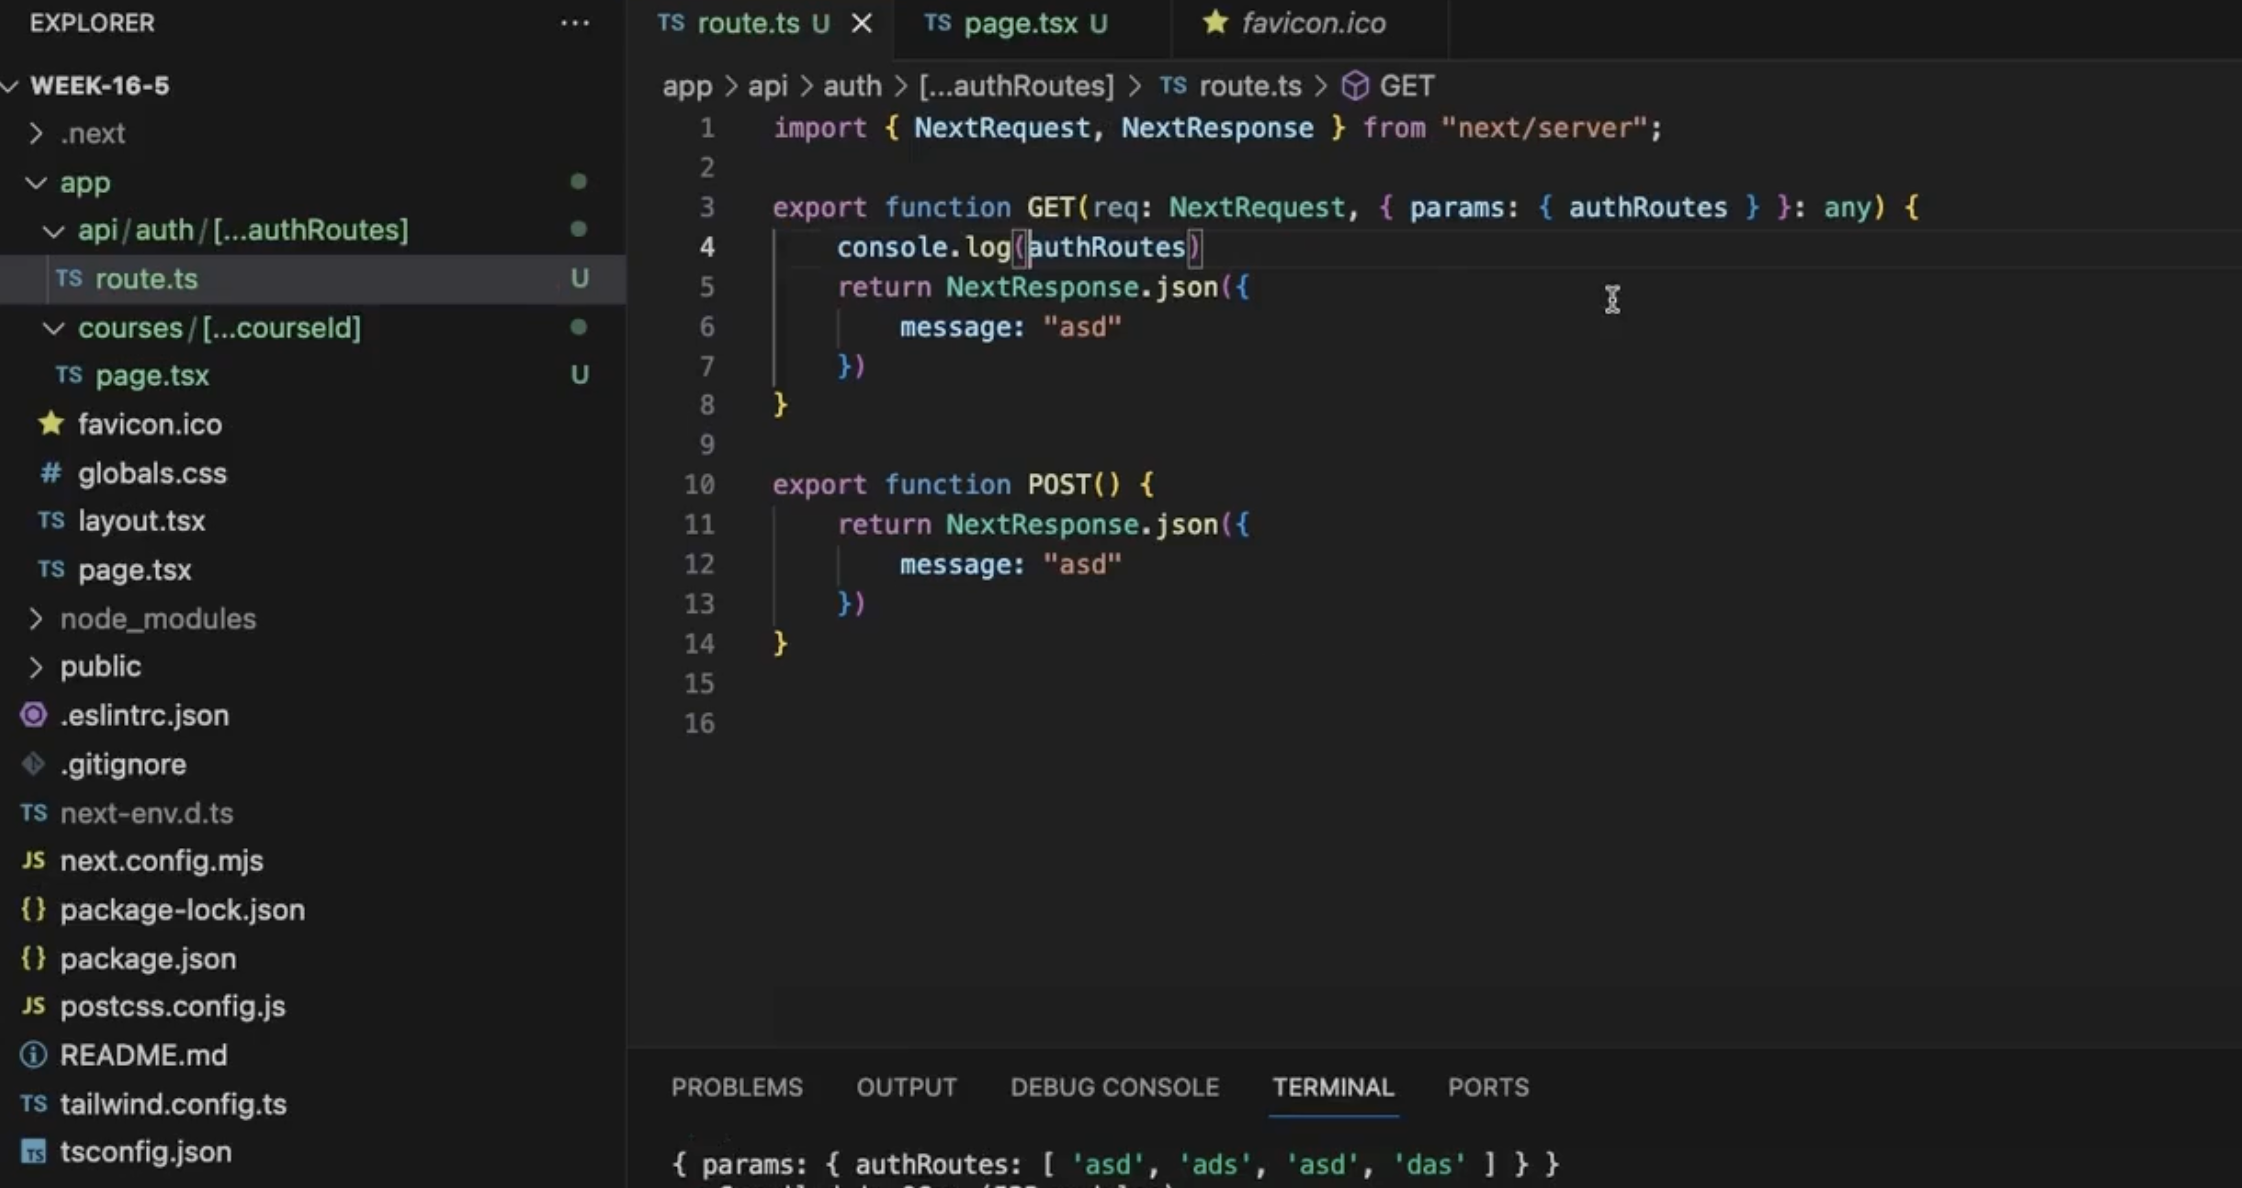 EXPLORER
WEEK-16-5
.next
app
api/auth/[...authRoutes]
TS route.ts U
courses/[...courseId]
TS page.tsx U
favicon.ico
# globals.css
TS layout.tsx
TS page.tsx
node_modules
public
.eslintrc.json
.gitignore
TS next-env.d.ts
JS next.config.mjs
{} package-lock.json
{} package.json
JS postcss.config.js
README.md
TS tailwind.config.ts
TS tsconfig.json
TS route.ts U
TS page.tsx U
favicon.ico
app > api > auth > [...authRoutes] > TS route.ts > GET
1 import { NextRequest, NextResponse } from "next/server";
2
3 export function GET(req: NextRequest, { params: { authRoutes } }: any) {
4 console.log(authRoutes)
5 return NextResponse.json({
6 message: "asd"
7 })
8 }
9
10 export function POST() {
11 return NextResponse.json({
12 message: "asd"
13 })
14 }
15
16
PROBLEMS OUTPUT DEBUG CONSOLE TERMINAL PORTS
{ params: { authRoutes: [ 'asd', 'ads', 'asd', 'das' ] } }